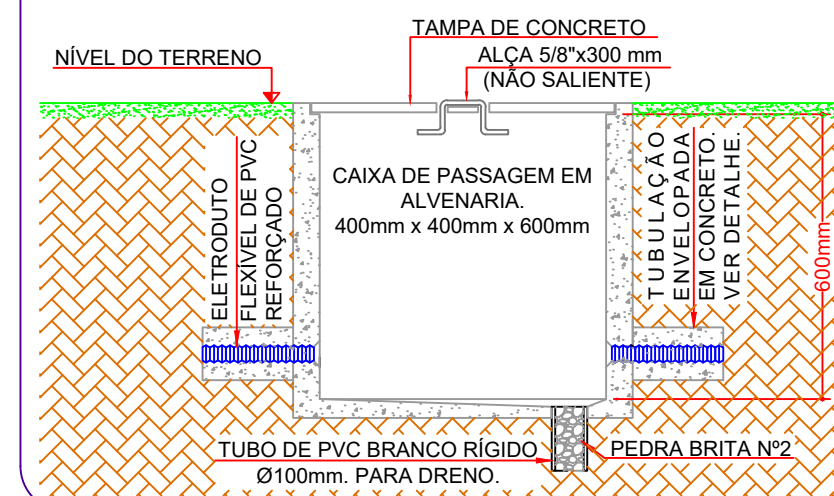 TAMPA DE CONCRETO
NÍVEL DO TERRENO
ALÇA 5/8"x300 mm
(NÃO SALIENTE)
ELETRODUTO
FLEXÍVEL DE PVC
REFORÇADO
CAIXA DE PASSAGEM EM
ALVENARIA.
400mm x 400mm x 600mm
TUBULAÇÃO
ENVELOPADA
EM CONCRETO.
VER DETALHE.
600mm
TUBO DE PVC BRANCO RÍGIDO
Ø100mm. PARA DRENO.
PEDRA BRITA Nº2